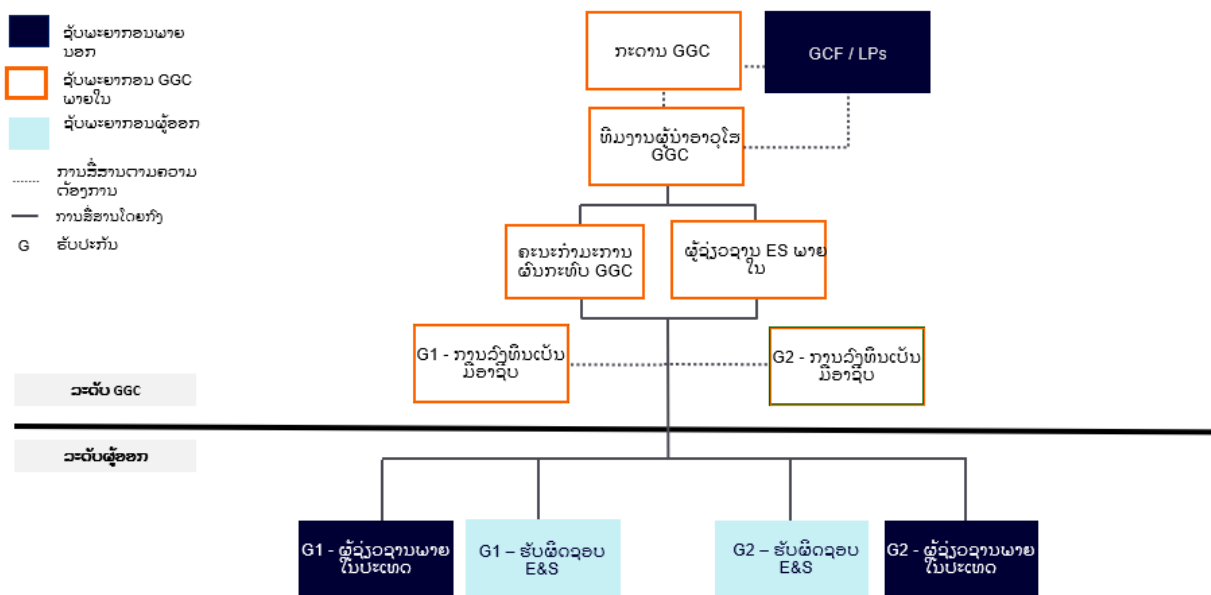 ຊັບພະຍາກອນພາຍ
ນອກ
ຊັບພະຍາກອນ GGC
ພາຍໃນ
ຊັບພະຍາກອນຜູ້ອອກ
ການສື່ສານຕາມຄວາມ
ຕ້ອງການ
ການສື່ສານໂດຍກົງ
G ຮັບປະກັນ
ກະດານ GGC
GCF / LPs
ທີມງານຜູ້ນຳອາວຸໂສ
GGC
ຄະນະກຳມະການ
ຜົນກະທົບ GGC
ຜູ້ຊ່ຽວຊານ ES ພາຍ
ໃນ
G1 - ການລົງທຶນເປັນ
ມືອາຊີບ
G2 - ການລົງທຶນເປັນ
ມືອາຊີບ
ລະດັບ GGC
ລະດັບຜູ້ອອກ
G1 - ຜູ້ຊ່ຽວຊານພາຍ
ໃນປະເທດ
G1 – ຮັບຜິດຊອບ
E&S
G2 – ຮັບຜິດຊອບ
E&S
G2 - ຜູ້ຊ່ຽວຊານພາຍ
ໃນປະເທດ